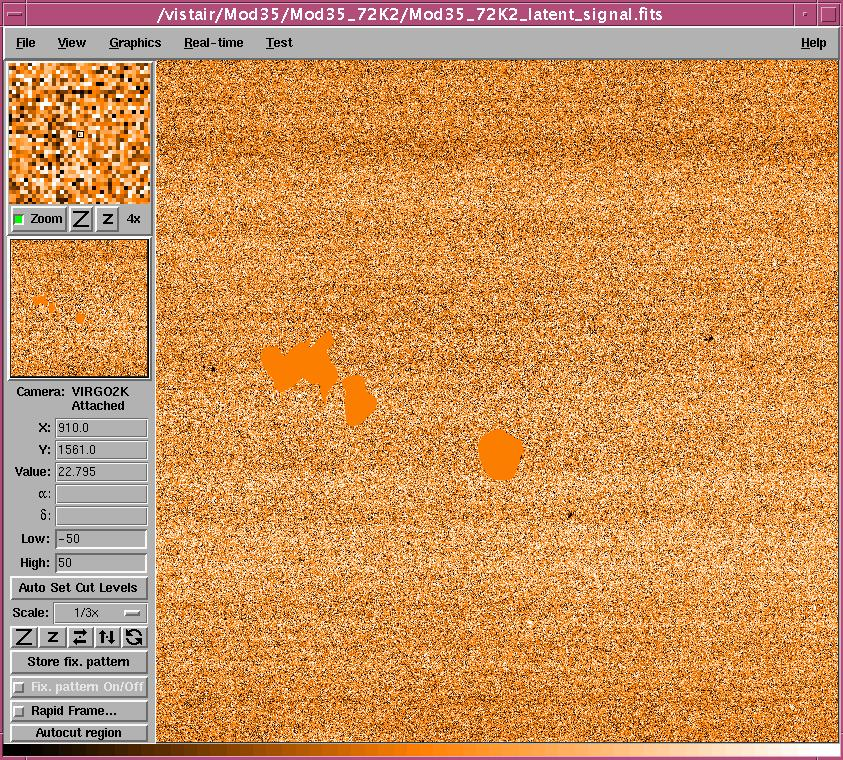 /vistair/Mod35/Mod35_72K2/Mod35_72K2_latent_signal.fits
File View Graphics Real-time Test Help
Zoom Z z 4x
Camera: VIRGO2K
Attached
X: 910.0
Y: 1561.0
Value: 22.795
α:
δ:
Low: -50
High: 50
Auto Set Cut Levels
Scale: 1/3x
Z z
Store fix. pattern
Fix. pattern On/Off
Rapid Frame...
Autocut region